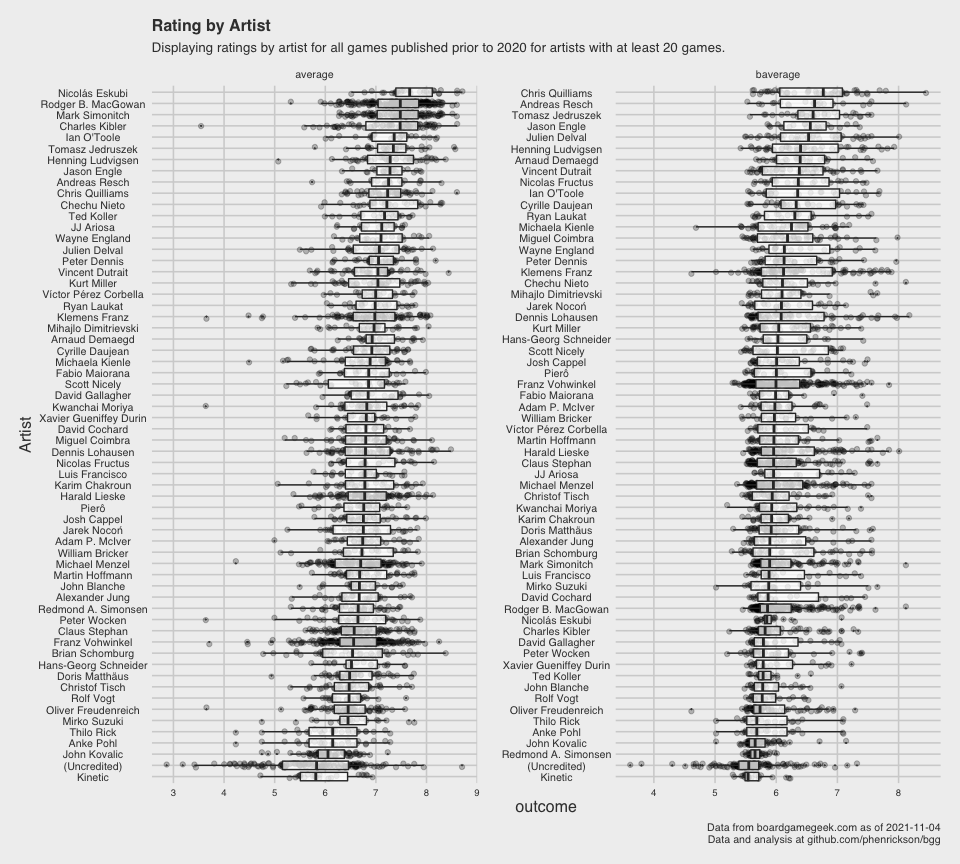 Rating by Artist
Displaying ratings by artist for all games published prior to 2020 for artists with at least 20 games.
average
Nicolás Eskubi
Rodger B. MacGowan
Mark Simonitch
Charles Kibler
Ian O'Toole
Tomasz Jedruszek
Henning Ludvigsen
Jason Engle
Andreas Resch
Chris Quilliams
Chechu Nieto
Ted Koller
JJ Ariosa
Wayne England
Julien Delval
Peter Dennis
Vincent Dutrait
Kurt Miller
Víctor Pérez Corbella
Ryan Laukat
Klemens Franz
Mihajlo Dimitrievski
Arnaud Demaegd
Cyrille Daujean
Michaela Kienle
Fabio Maiorana
Scott Nicely
David Gallagher
Kwanchai Moriya
Xavier Gueniffey Durin
David Cochard
Miguel Coimbra
Dennis Lohausen
Nicolas Fructus
Luis Francisco
Karim Chakroun
Harald Lieske
Pierô
Josh Cappel
Jarek Nocoń
Adam P. McIver
William Bricker
Michael Menzel
Martin Hoffmann
John Blanche
Alexander Jung
Redmond A. Simonsen
Peter Wocken
Claus Stephan
Franz Vohwinkel
Brian Schomburg
Hans-Georg Schneider
Doris Matthäus
Christof Tisch
Rolf Vogt
Oliver Freudenreich
Mirko Suzuki
Thilo Rick
Anke Pohl
John Kovalic
(Uncredited)
Kinetic
3 4 5 6 7 8 9
baverage
Chris Quilliams
Andreas Resch
Tomasz Jedruszek
Jason Engle
Julien Delval
Henning Ludvigsen
Arnaud Demaegd
Vincent Dutrait
Nicolas Fructus
Ian O'Toole
Cyrille Daujean
Ryan Laukat
Michaela Kienle
Miguel Coimbra
Wayne England
Peter Dennis
Klemens Franz
Chechu Nieto
Mihajlo Dimitrievski
Jarek Nocoń
Dennis Lohausen
Kurt Miller
Hans-Georg Schneider
Scott Nicely
Josh Cappel
Pierô
Franz Vohwinkel
Fabio Maiorana
Adam P. McIver
William Bricker
Víctor Pérez Corbella
Martin Hoffmann
Harald Lieske
Claus Stephan
JJ Ariosa
Michael Menzel
Christof Tisch
Kwanchai Moriya
Karim Chakroun
Doris Matthäus
Alexander Jung
Brian Schomburg
Mark Simonitch
Luis Francisco
Mirko Suzuki
David Cochard
Rodger B. MacGowan
Nicolás Eskubi
Charles Kibler
David Gallagher
Peter Wocken
Xavier Gueniffey Durin
Ted Koller
John Blanche
Rolf Vogt
Oliver Freudenreich
Thilo Rick
Anke Pohl
John Kovalic
Redmond A. Simonsen
(Uncredited)
Kinetic
4 5 6 7 8
Artist
outcome
Data from boardgamegeek.com as of 2021-11-04
Data and analysis at github.com/phenrickson/bgg